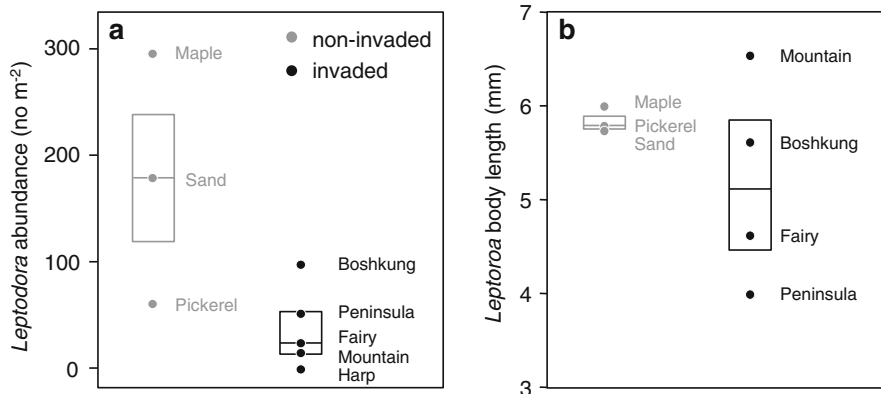 a
Leptodora abundance (no m⁻²)
300
200
100
0
non-invaded
invaded
Maple
Sand
Pickerel
Boshkung
Peninsula
Fairy
Mountain
Harp
b
Leptoroa body length (mm)
7
6
5
4
3
Maple
Pickerel
Sand
Mountain
Boshkung
Fairy
Peninsula